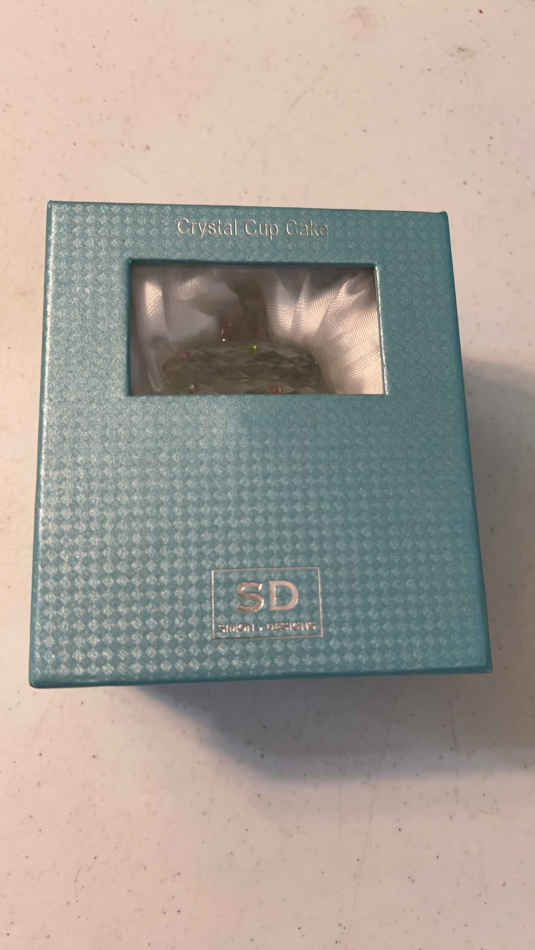 Crystal Cup Cake
SD
SIMON • DESIGNS